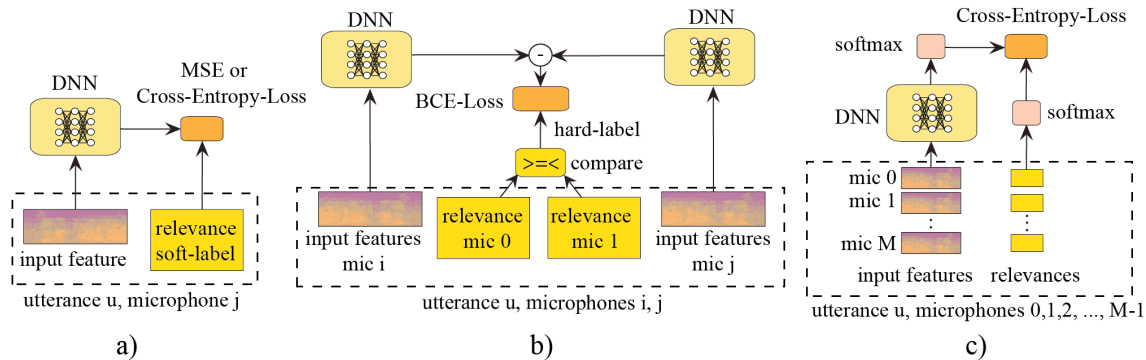 DNN
MSE or
Cross-Entropy-Loss
input feature
relevance
soft-label
utterance u, microphone j
a)
DNN
DNN
-
BCE-Loss
hard-label
>=<
compare
input features
mic i
relevance
mic 0
relevance
mic 1
input features
mic j
utterance u, microphones i, j
b)
Cross-Entropy-Loss
softmax
DNN
softmax
mic 0
mic 1
mic M
input features
relevances
utterance u, microphones 0,1,2, ..., M-1
c)